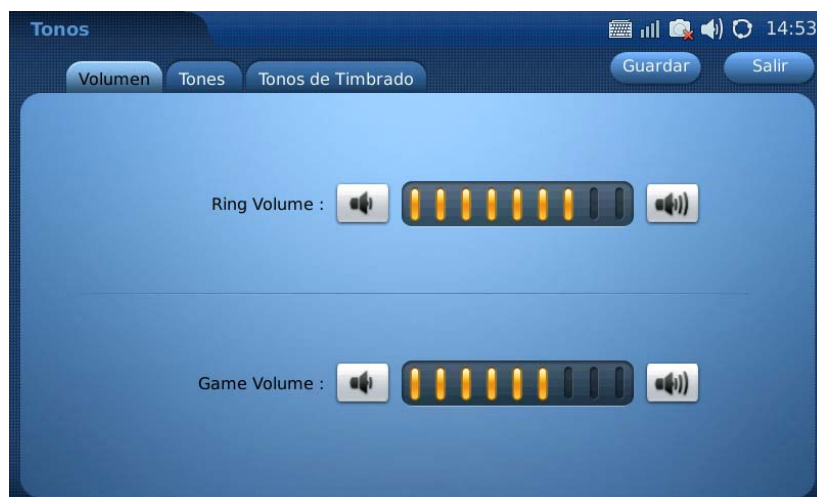 Tonos
14:53
Volumen
Tones
Tonos de Timbrado
Guardar
Salir
Ring Volume :
Game Volume :